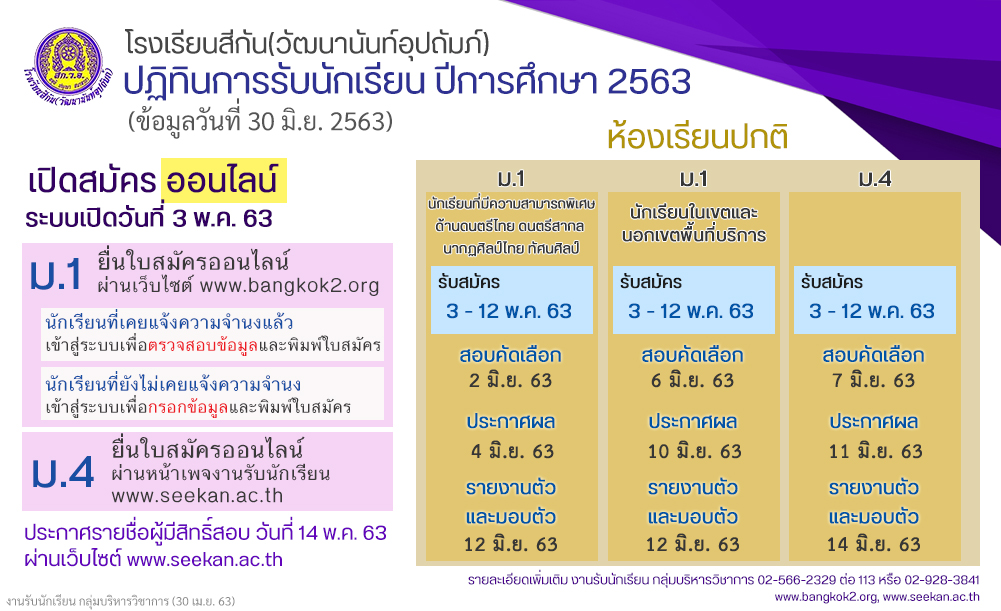 โรงเรียนสีกัน(วัฒนานันท์อุปถัมภ์)
ปฏิทินการรับนักเรียน ปีการศึกษา 2563
(ข้อมูลวันที่ 30 มิ.ย. 2563)
ส.ก.ว.อ.
โรงเรียนสีกัน(วัฒนานันท์อุปถัมภ์)
เปิดสมัคร ออนไลน์
ระบบเปิดวันที่ 3 พ.ค. 63
ม.1
ยื่นใบสมัครออนไลน์
ผ่านเว็บไซต์ www.bangkok2.org
นักเรียนที่เคยแจ้งความจำนงแล้ว
เข้าสู่ระบบเพื่อตรวจสอบข้อมูลและพิมพ์ใบสมัคร
นักเรียนที่ยังไม่เคยแจ้งความจำนง
เข้าสู่ระบบเพื่อกรอกข้อมูลและพิมพ์ใบสมัคร
ม.4
ยื่นใบสมัครออนไลน์
ผ่านหน้าเพจงานรับนักเรียน
www.seekan.ac.th
ประกาศรายชื่อผู้มีสิทธิ์สอบ วันที่ 14 พ.ค. 63
ผ่านเว็บไซต์ www.seekan.ac.th
ห้องเรียนปกติ
ม.1
นักเรียนที่มีความสามารถพิเศษ
ด้านดนตรีไทย ดนตรีสากล
นาฏศิลป์ไทย ทัศนศิลป์
รับสมัคร
3 - 12 พ.ค. 63
สอบคัดเลือก
2 มิ.ย. 63
ประกาศผล
4 มิ.ย. 63
รายงานตัว
และมอบตัว
12 มิ.ย. 63
ม.1
นักเรียนในเขตและ
นอกเขตพื้นที่บริการ
รับสมัคร
3 - 12 พ.ค. 63
สอบคัดเลือก
6 มิ.ย. 63
ประกาศผล
10 มิ.ย. 63
รายงานตัว
และมอบตัว
12 มิ.ย. 63
ม.4
รับสมัคร
3 - 12 พ.ค. 63
สอบคัดเลือก
7 มิ.ย. 63
ประกาศผล
11 มิ.ย. 63
รายงานตัว
และมอบตัว
14 มิ.ย. 63
รายละเอียดเพิ่มเติม งานรับนักเรียน กลุ่มบริหารวิชาการ 02-566-2329 ต่อ 113 หรือ 02-928-3841
www.bangkok2.org, www.seekan.ac.th
งานรับนักเรียน กลุ่มบริหารวิชาการ (30 เม.ย. 63)